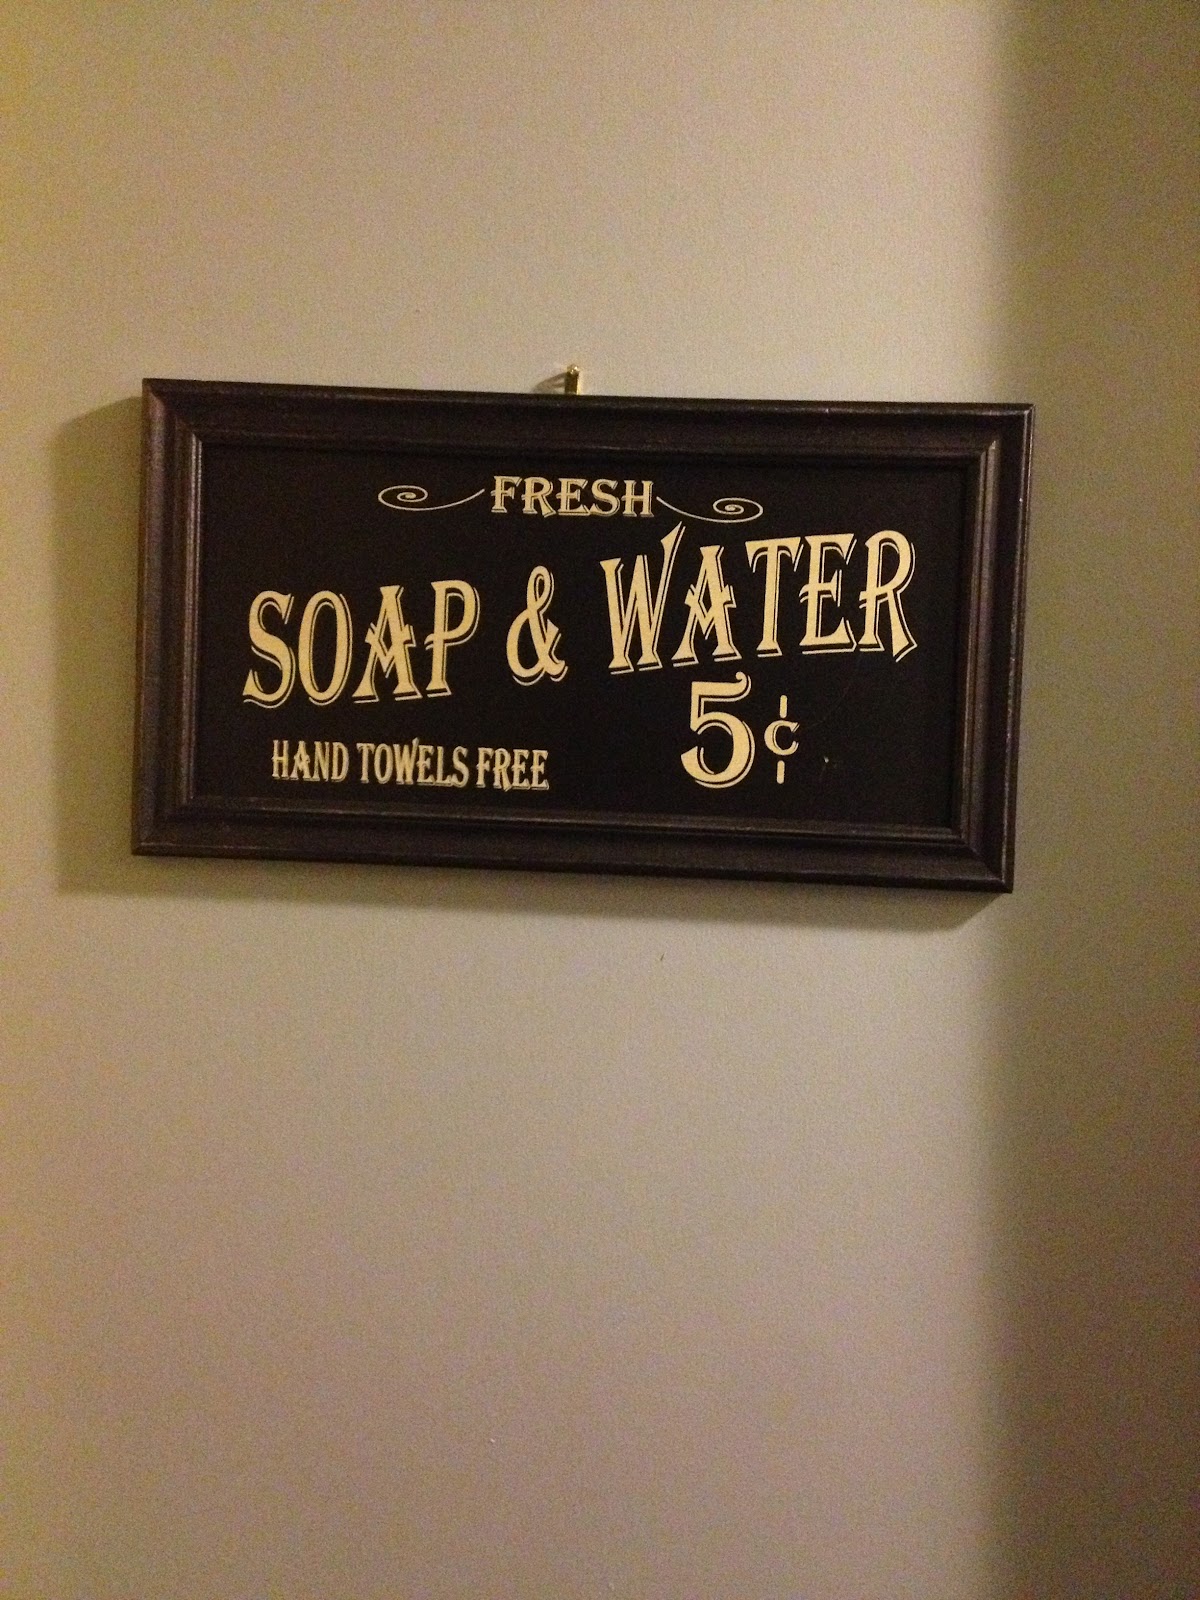 FRESH
SOAP & WATER
5¢
HAND TOWELS FREE